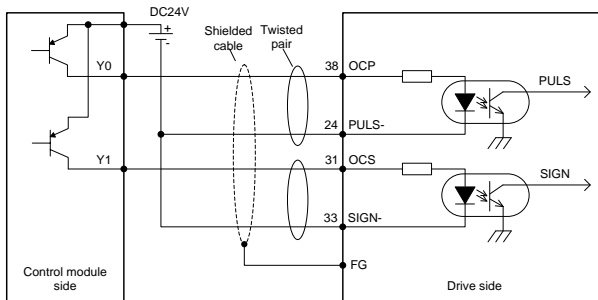 DC24V
+
-
Shielded
cable
Twisted
pair
Y0
38
OCP
PULS
24
PULS-
Y1
31
OCS
SIGN
33
SIGN-
FG
Control module
side
Drive side